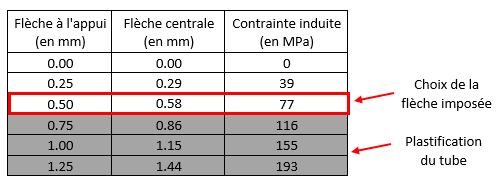 Flèche à l'appui Flèche centrale Contrainte induite
(en mm) (en mm) (en MPa)
0.00 0.00 0
0.25 0.29 39
0.50 0.58 77
0.75 0.86 116
1.00 1.15 155
1.25 1.44 193
Choix de la
flèche imposée
Plastification
du tube